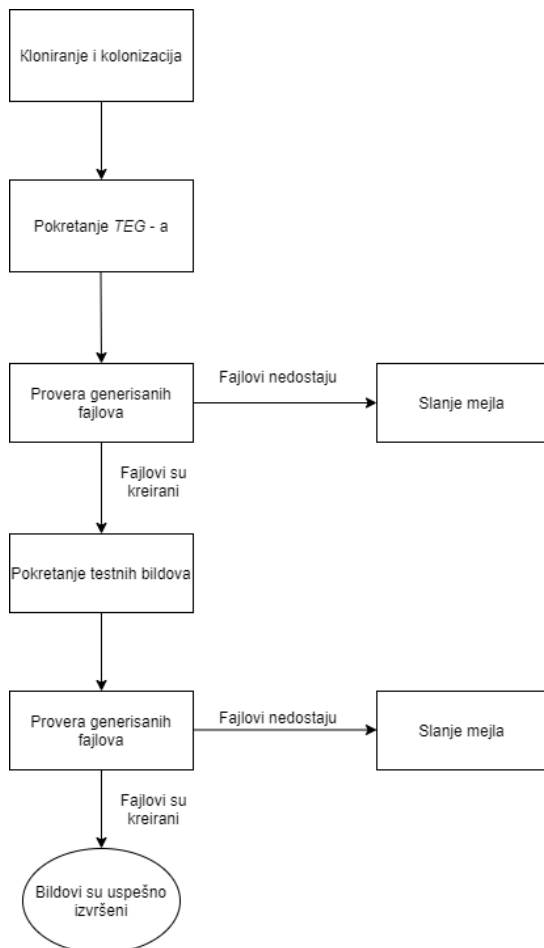 Kloniranje i kolonizacija
Pokretanje TEG - a
Provera generisanih
fajlova
Fajlovi nedostaju
Slanje mejla
Fajlovi su
kreirani
Pokretanje testnih bildova
Provera generisanih
fajlova
Fajlovi nedostaju
Slanje mejla
Fajlovi su
kreirani
Bildovi su uspešno
izvršeni